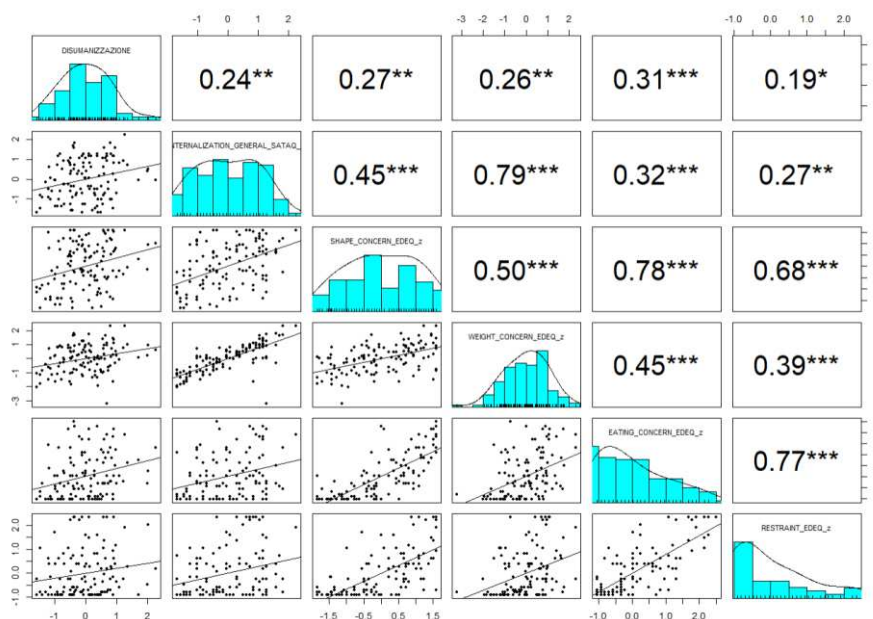 -1 0 1 2
-3 -2 -1 0 1 2
-1.0 0.0 1.0 2.0
DISUMANIZZAZIONE
0.24**
0.27**
0.26**
0.31***
0.19*
-1 0 1 2
NTERNALIZATION_GENERAL_SATAQ_
0.45***
0.79***
0.32***
0.27**
SHAPE_CONCERN_EDEQ_z
0.50***
0.78***
0.68***
WEIGHT_CONCERN_EDEQ_z
0.45***
0.39***
EATING_CONCERN_EDEQ_z
0.77***
-1.0 0.0 1.0 2.0
RESTRAINT_EDEQ_z
-1 0 1 2
-1.5 -0.5 0.5 1.5
-1.0 0.0 1.0 2.0